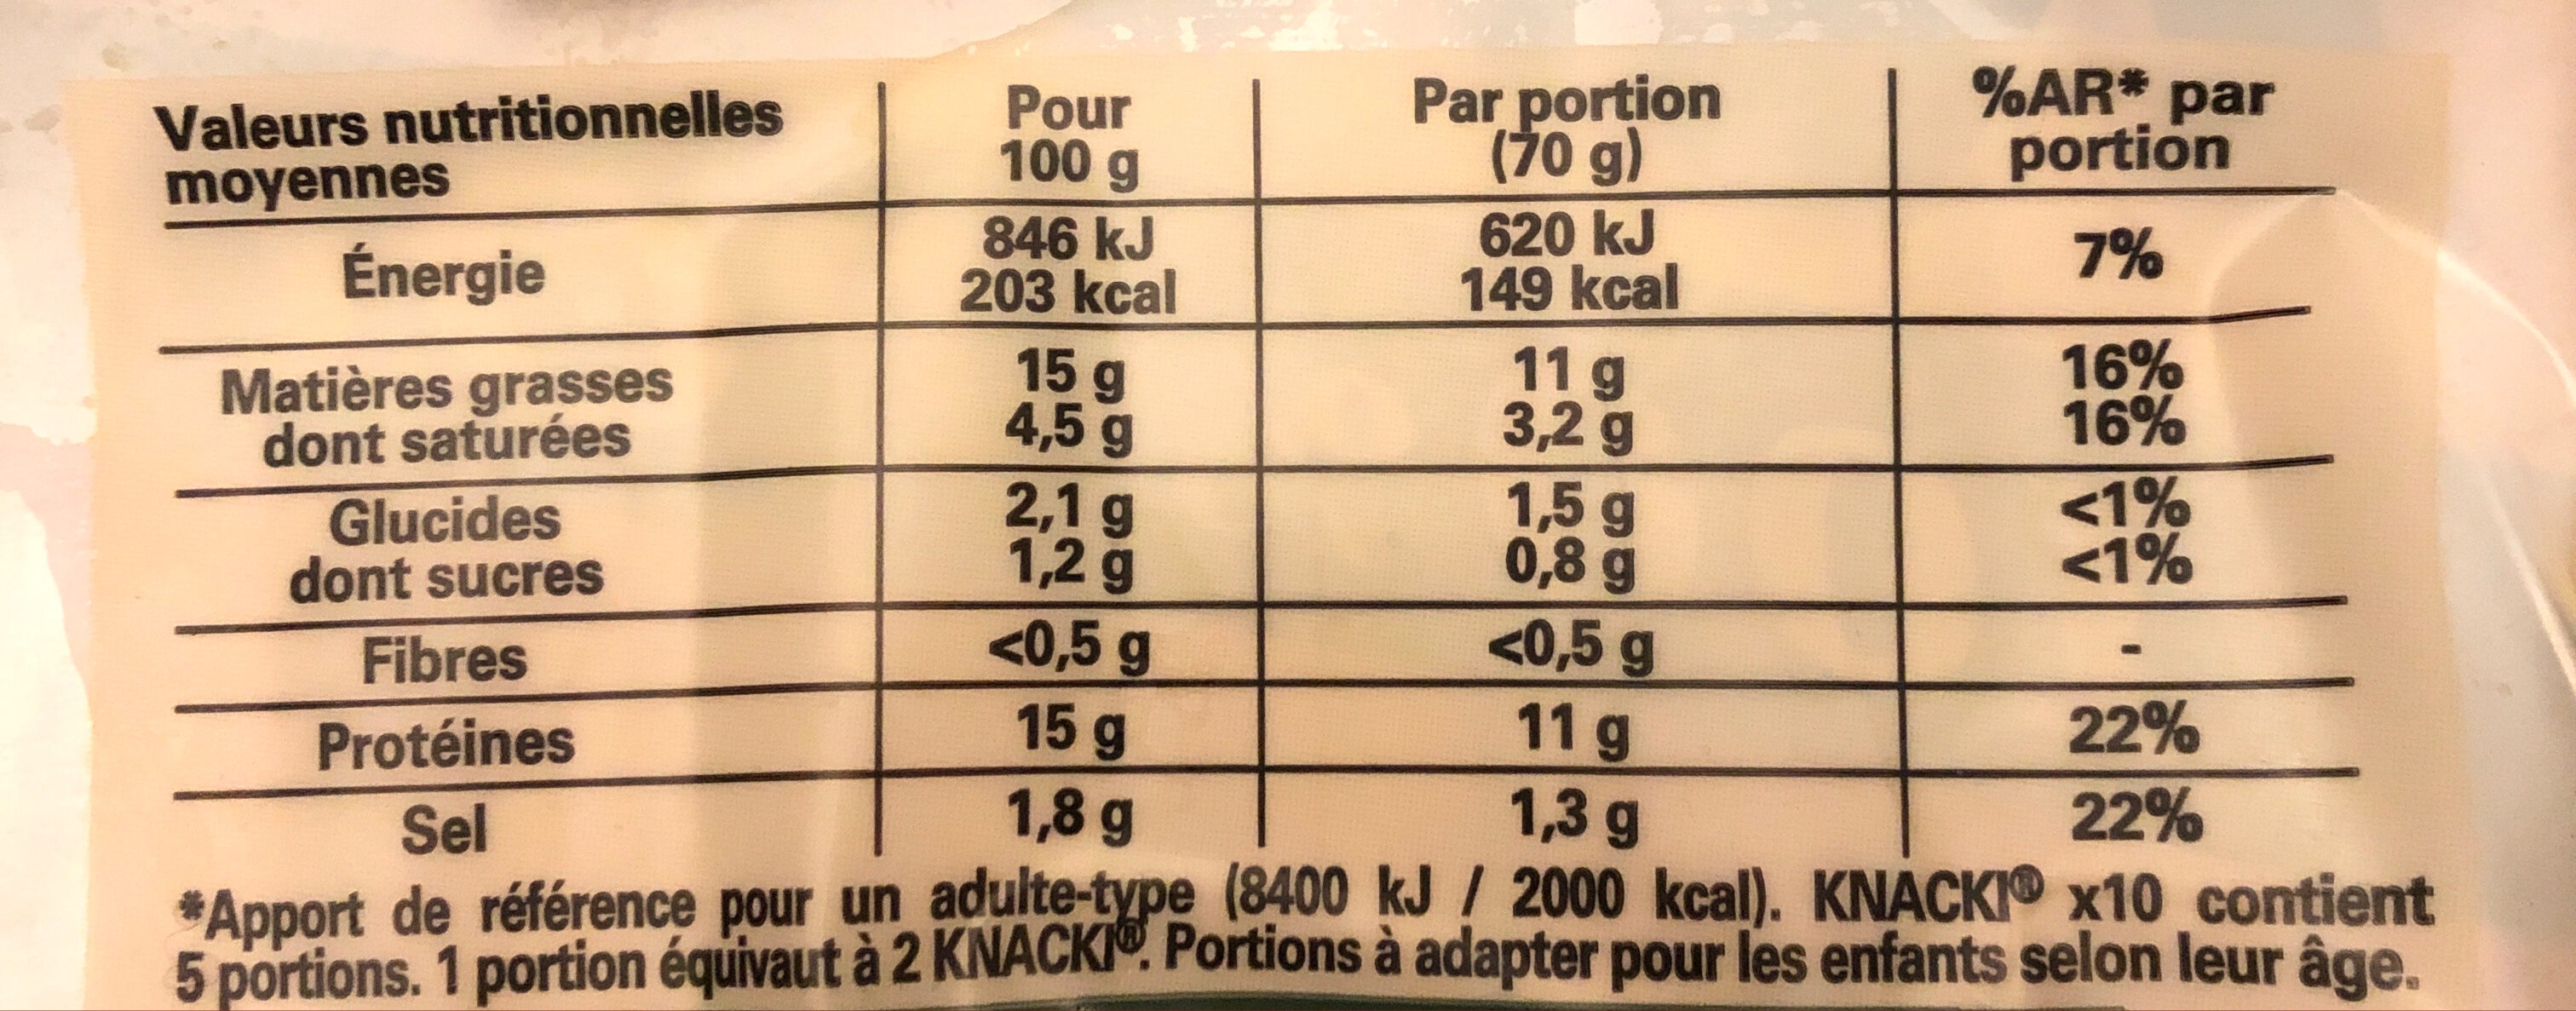 Valeurs nutritionnelles moyennes | Pour 100 g | Par portion (70 g) | %AR* par portion
Énergie | 846 kJ 203 kcal | 620 kJ 149 kcal | 7%
Matières grasses | 15 g | 11 g | 16%
dont saturées | 4,5 g | 3,2 g | 16%
Glucides | 2,1 g | 1,5 g | <1%
dont sucres | 1,2 g | 0,8 g | <1%
Fibres | <0,5 g | <0,5 g | -
Protéines | 15 g | 11 g | 22%
Sel | 1,8 g | 1,3 g | 22%
*Apport de référence pour un adulte-type (8400 kJ / 2000 kcal). KNACKI® x10 contient
5 portions. 1 portion équivaut à 2 KNACKI®. Portions à adapter pour les enfants selon leur âge.